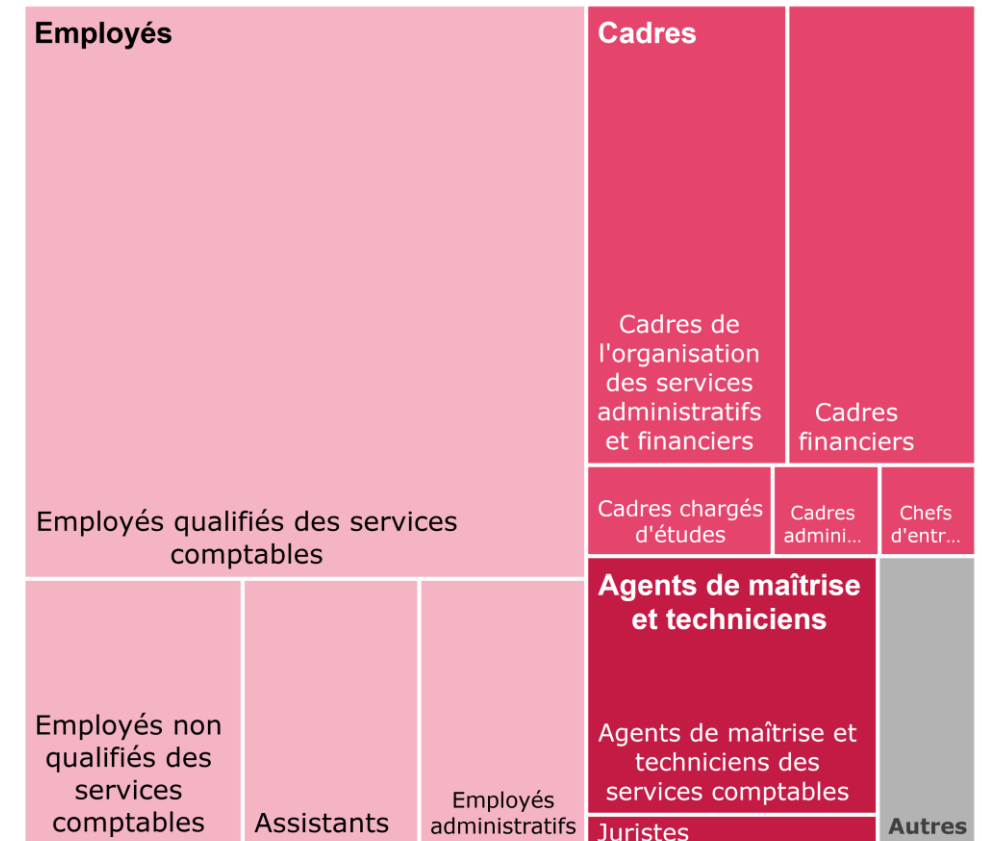 Employés
Employés qualifiés des services
comptables
Employés non
qualifiés des
services
comptables
Assistants
Employés
administratifs
Cadres
Cadres de
l'organisation
des services
administratifs
et financiers
Cadres
financiers
Cadres chargés
d'études
Cadres
admini...
Chefs
d'entr...
Agents de maîtrise
et techniciens
Agents de maîtrise et
techniciens des
services comptables
Juristes
Autres